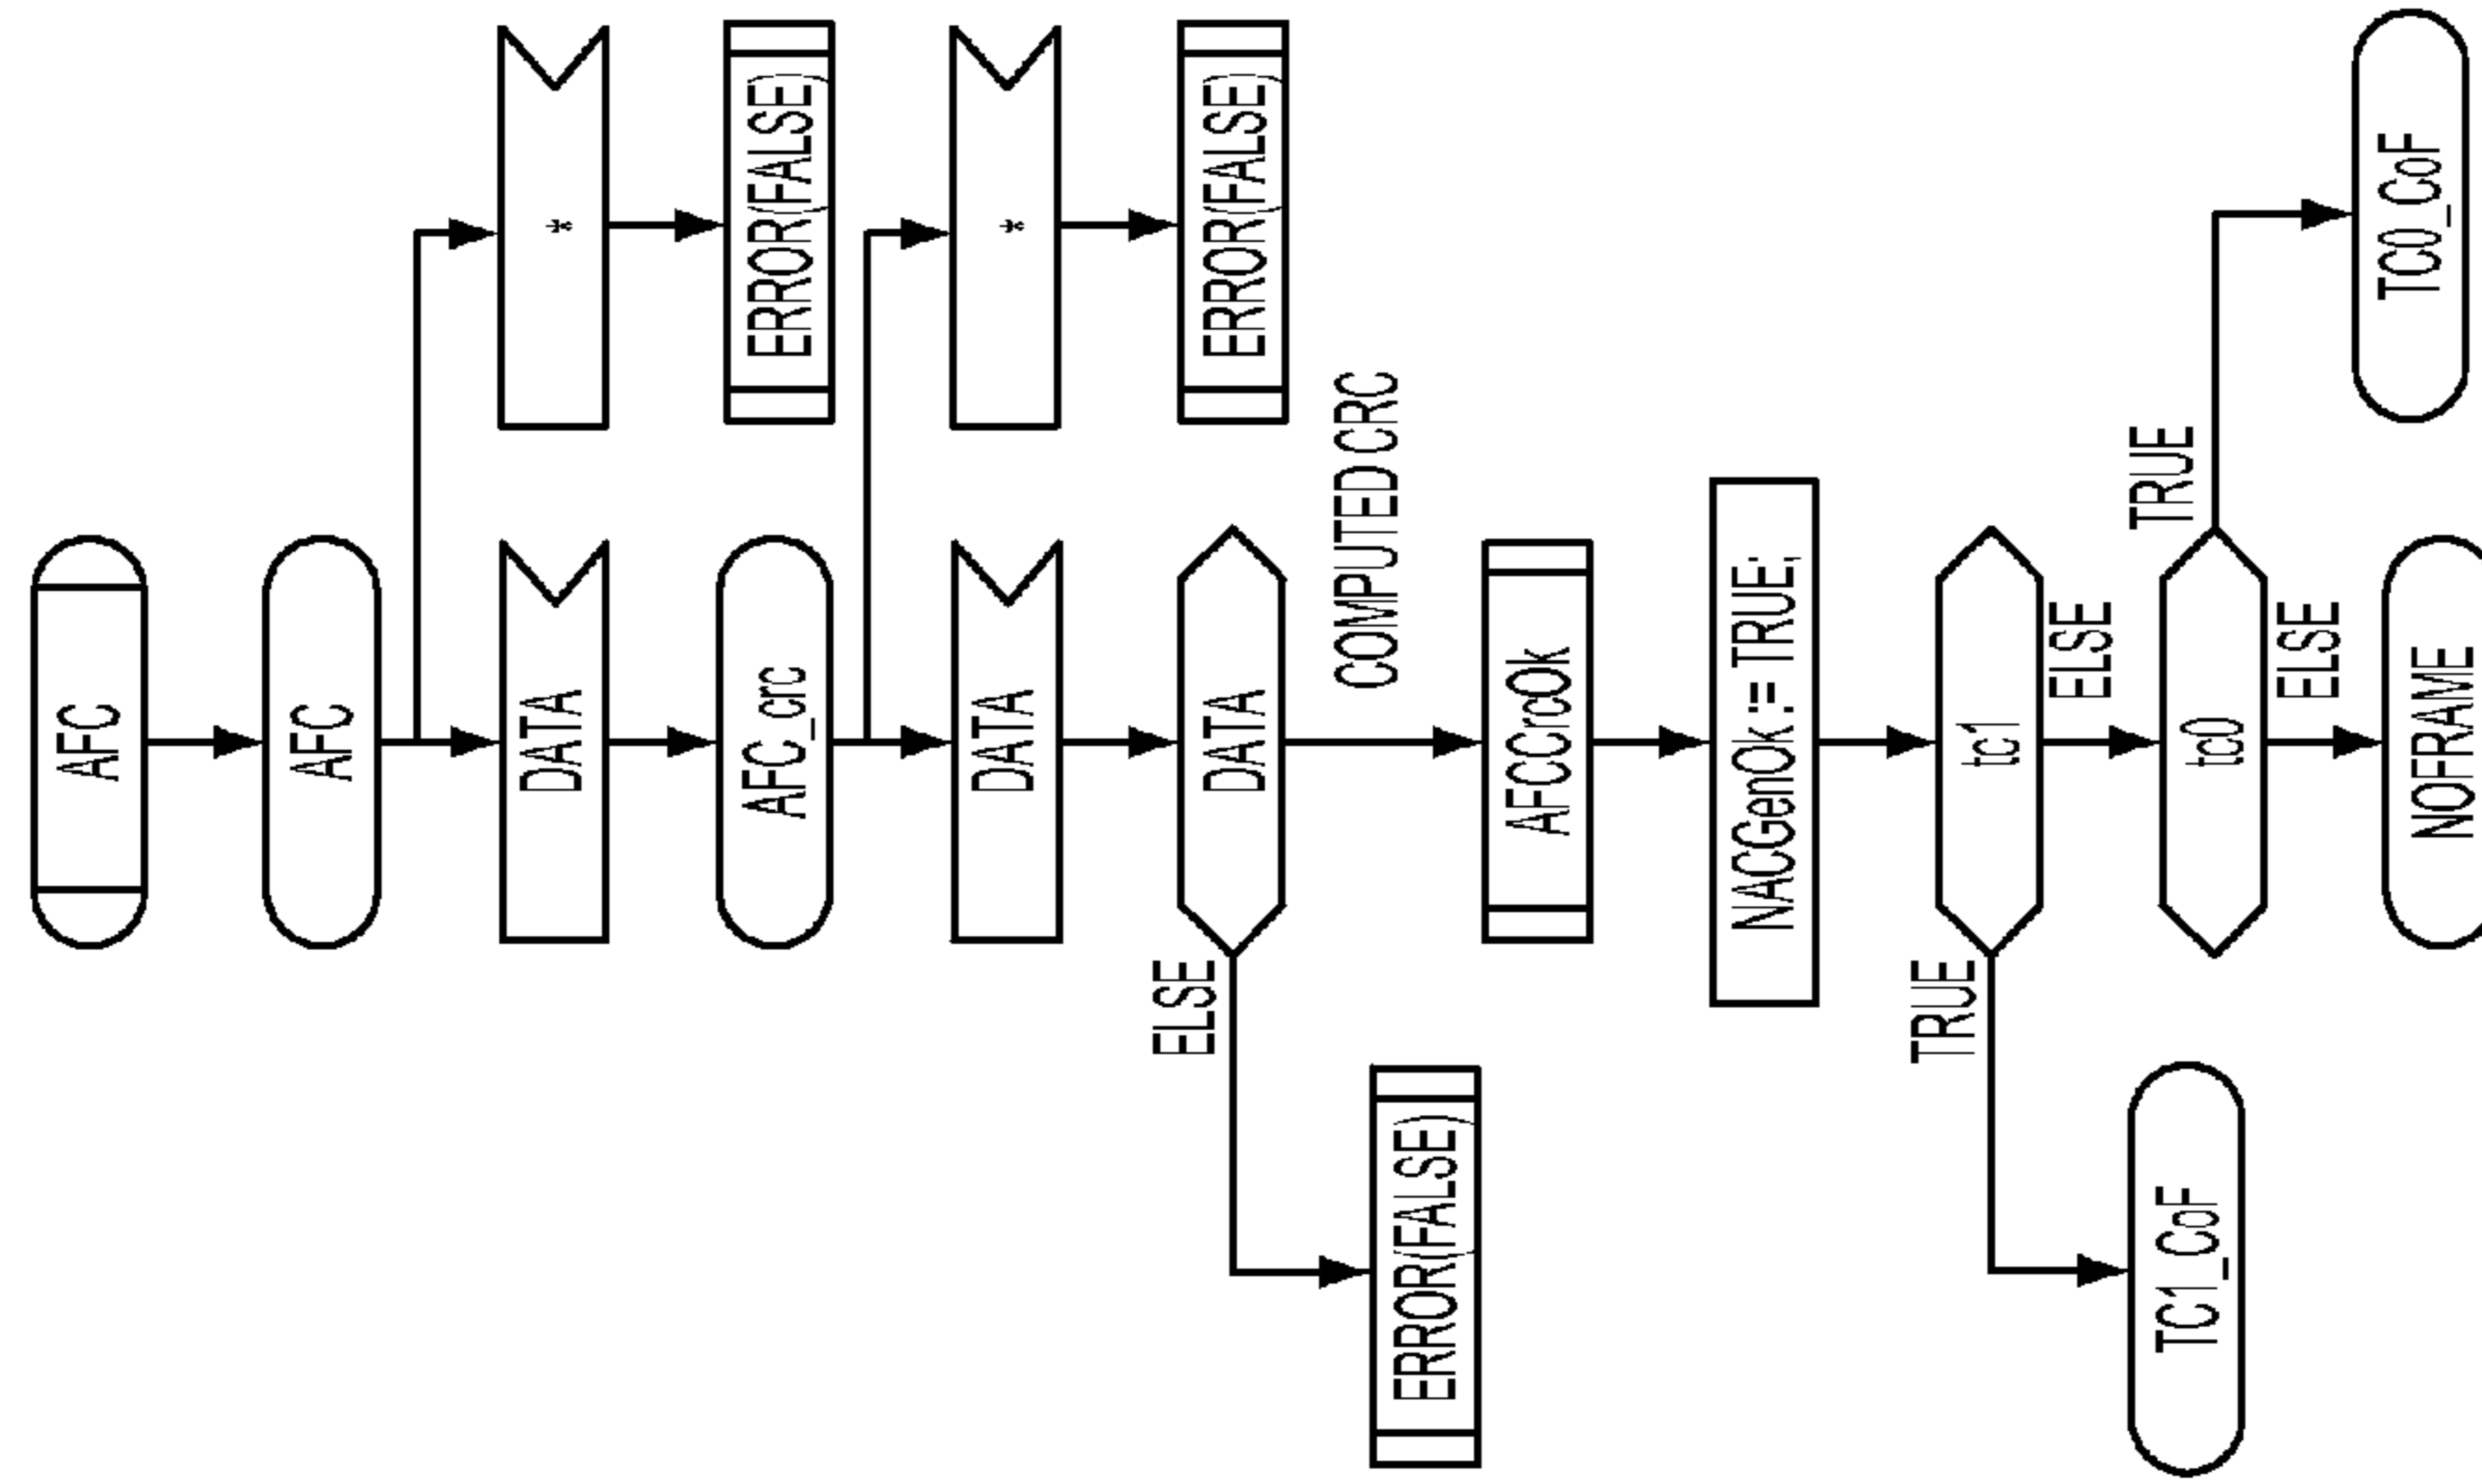 AFC
AFC
DATA
*
AFC_crc
ERROR(FALSE)
DATA
*
DATA
ELSE
ERROR(FALSE)
COMPUTED CRC
ERROR(FALSE)
AFCCrcOk
NACGenOk := TRUE;
tc1
TRUE
ELSE
TC1_CoF
tc0
TRUE
ELSE
TC0_CoF
NOFRAME